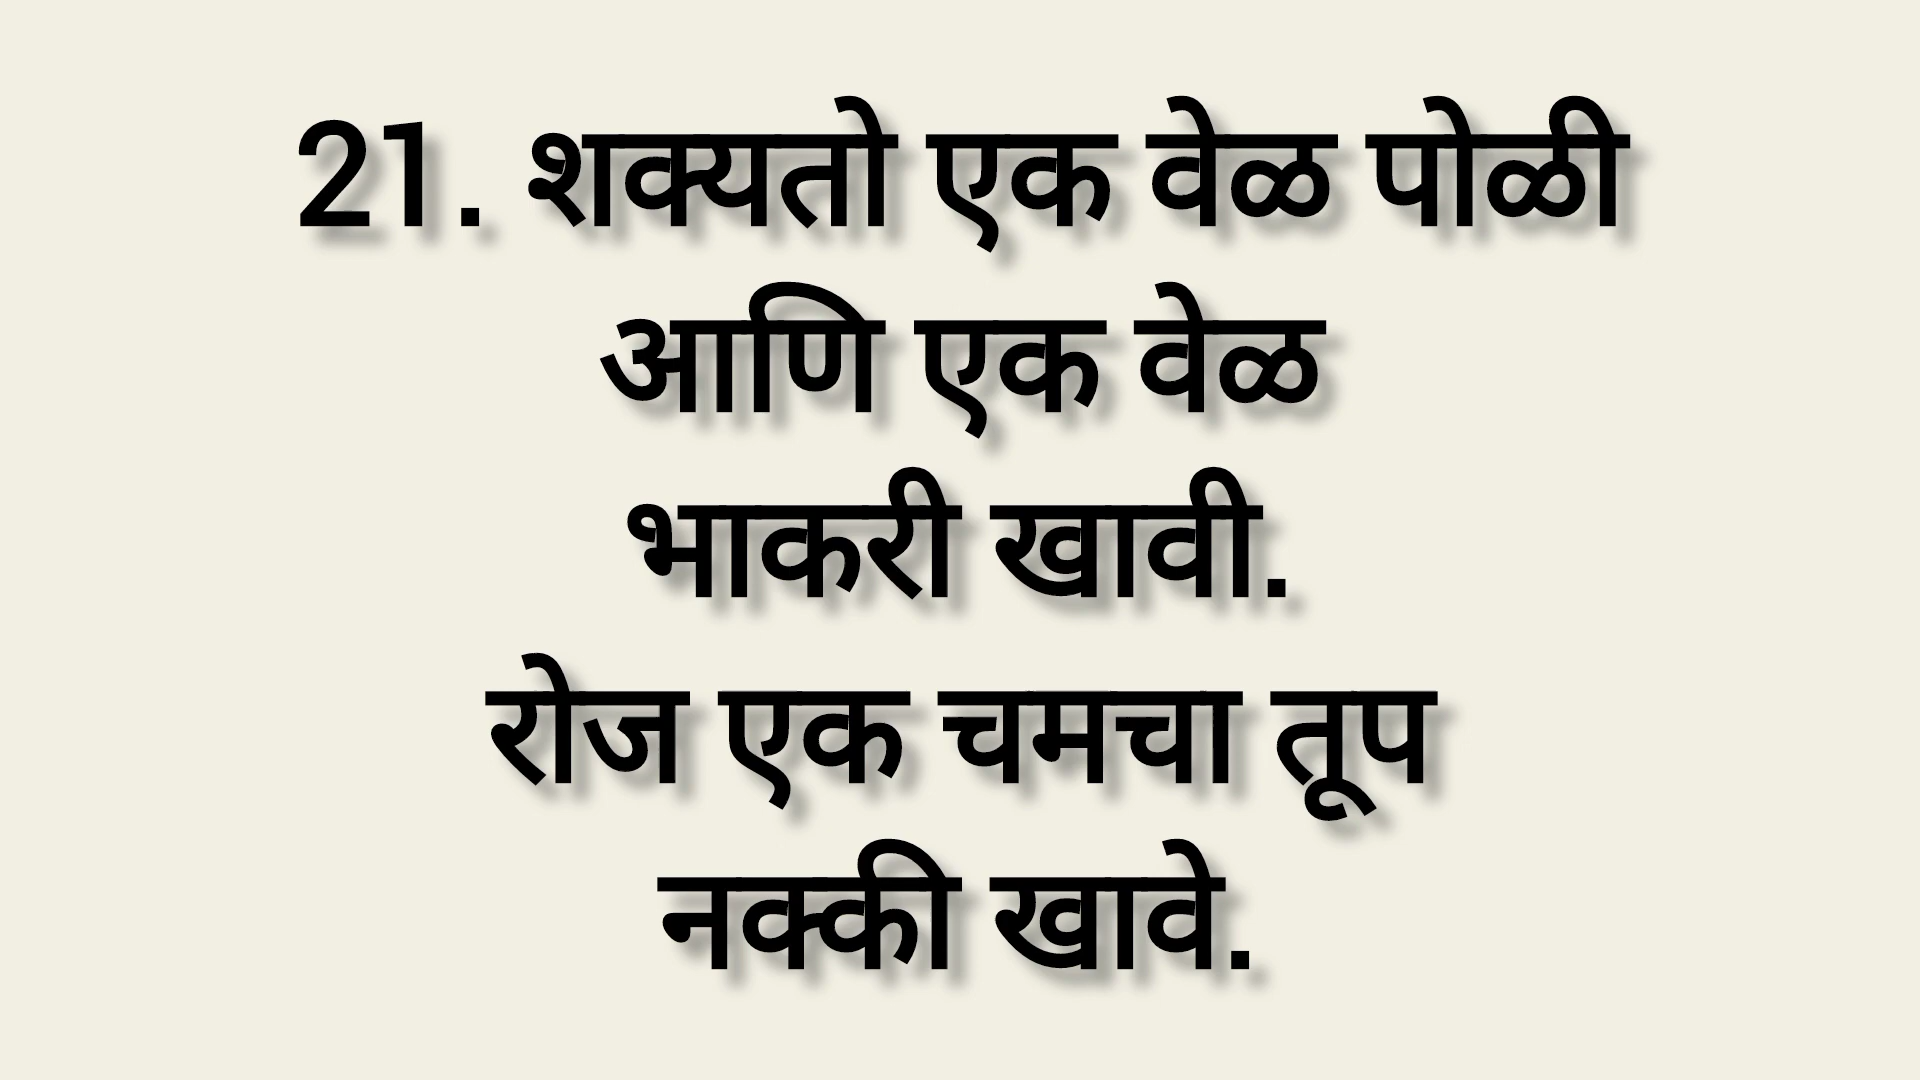 21. शक्यतो एक वेळ पोळी
आणि एक वेळ
भाकरी खावी.
रोज एक चमचा तूप
नक्की खावे.